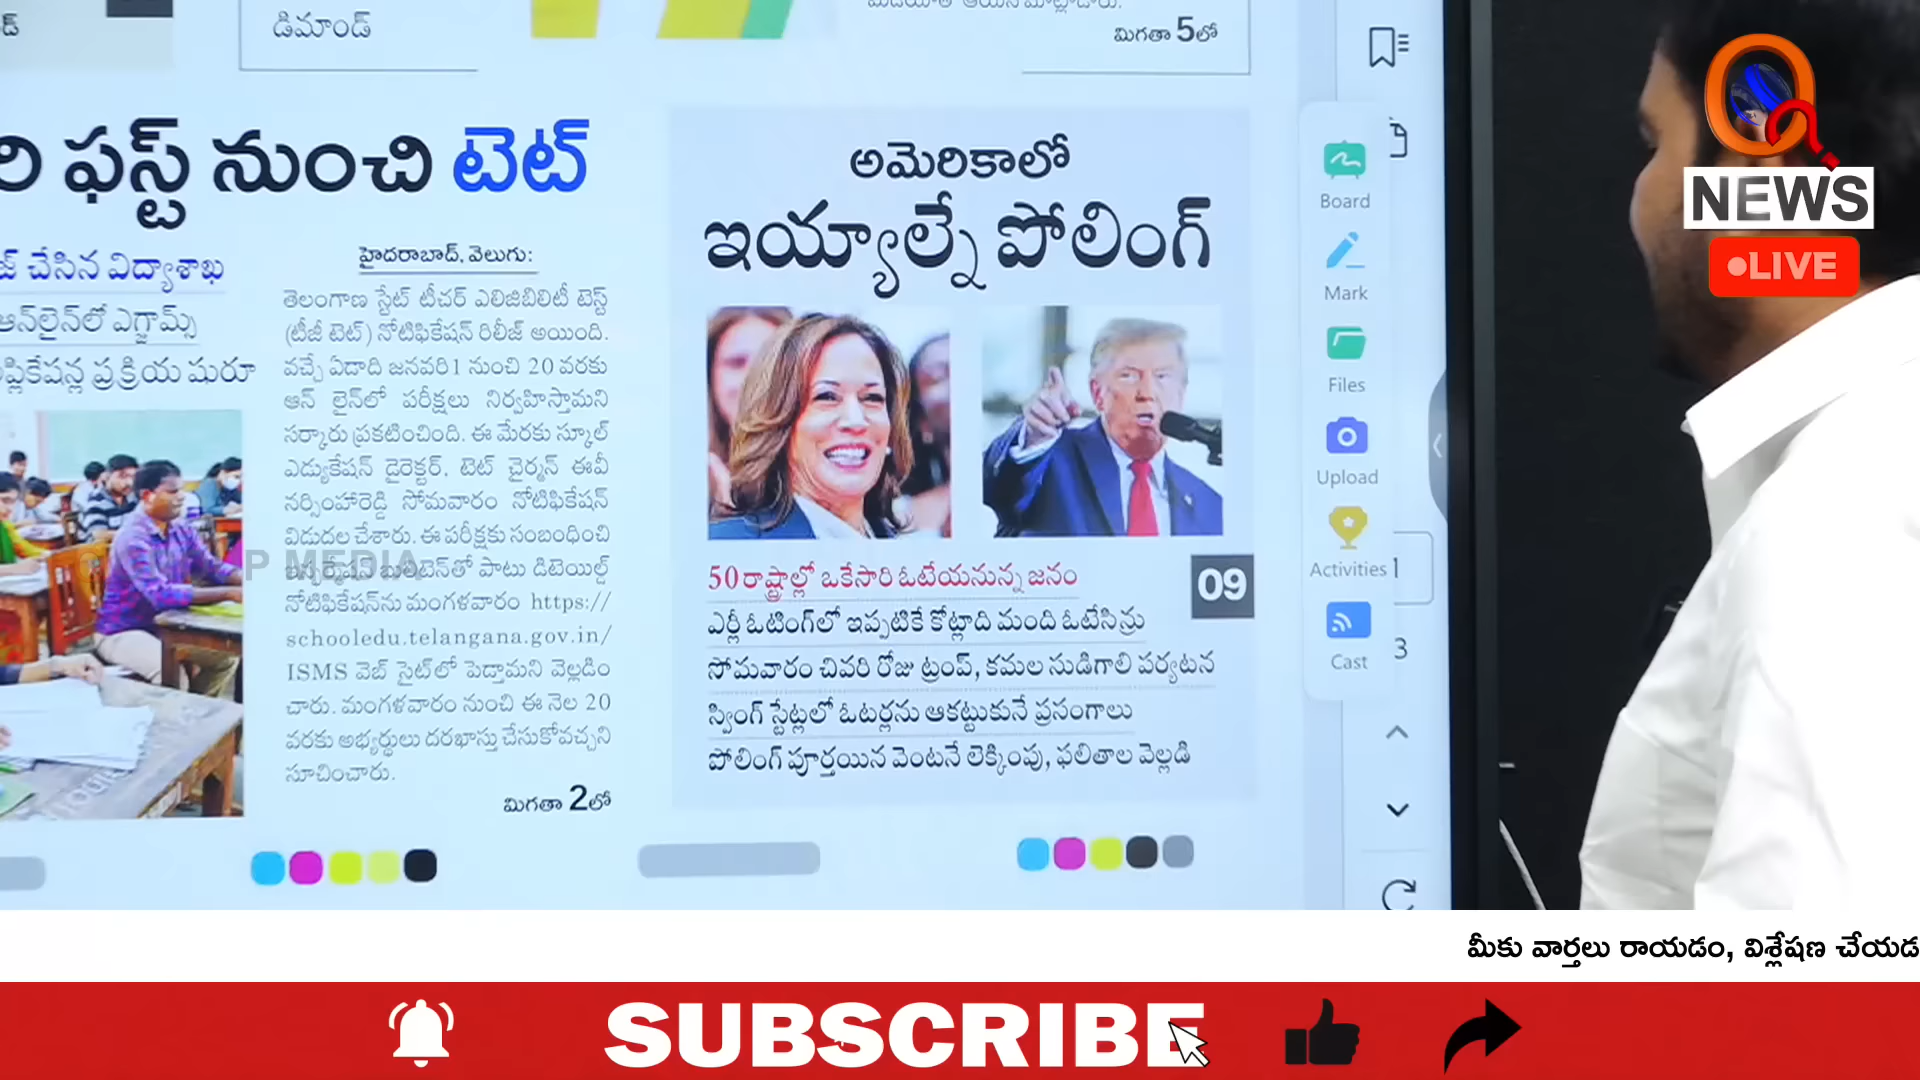 డిమాండ్
మిగతా 5లో
రి ఫస్ట్ నుంచి టెట్
జ్ చేసిన విద్యాశాఖ
ఆన్‌లైన్‌లో ఎగ్జామ్స్
ప్లికేషన్ల ప్రక్రియ షురూ
హైదరాబాద్, వెలుగు:
తెలంగాణ స్టేట్ టీచర్ ఎలిజిబిలిటీ టెస్ట్
(టీజీ టెట్) నోటిఫికేషన్ రిలీజ్ అయింది.
వచ్చే ఏడాది జనవరి1 నుంచి 20 వరకు
ఆన్ లైన్‌లో పరీక్షలు నిర్వహిస్తామని
సర్కారు ప్రకటించింది. ఈ మేరకు స్కూల్
ఎడ్యుకేషన్ డైరెక్టర్, టెట్ చైర్మన్ ఈవీ
నర్సింహారెడ్డి సోమవారం నోటిఫికేషన్
విడుదల చేశారు. ఈ పరీక్షకు సంబంధించి
బులిటెన్‌తో పాటు డిటెయిల్డ్
నోటిఫికేషన్‌ను మంగళవారం https://
schooledu.telangana.gov.in/
ISMS వెబ్ సైట్‌లో పెడ్తామని వెల్లడిం
చారు. మంగళవారం నుంచి ఈ నెల 20
వరకు అభ్యర్థులు దరఖాస్తు చేసుకోవచ్చని
సూచించారు.
మిగతా 2లో
P MEDIA
అమెరికాలో
ఇయ్యాల్నే పోలింగ్
50 రాష్ట్రాల్లో ఒకేసారి ఓటేయనున్న జనం
09
ఎర్లీ ఓటింగ్‌లో ఇప్పటికే కోట్లాది మంది ఓటేసిన్రు
సోమవారం చివరి రోజు ట్రంప్, కమల సుడిగాలి పర్యటన
స్వింగ్ స్టేట్లలో ఓటర్లను ఆకట్టుకునే ప్రసంగాలు
పోలింగ్ పూర్తయిన వెంటనే లెక్కింపు, ఫలితాల వెల్లడి
Board
Mark
Files
Upload
Activities
1
Cast
3
Q
NEWS
LIVE
మీకు వార్తలు రాయడం, విశ్లేషణ చేయడ
SUBSCRIBE